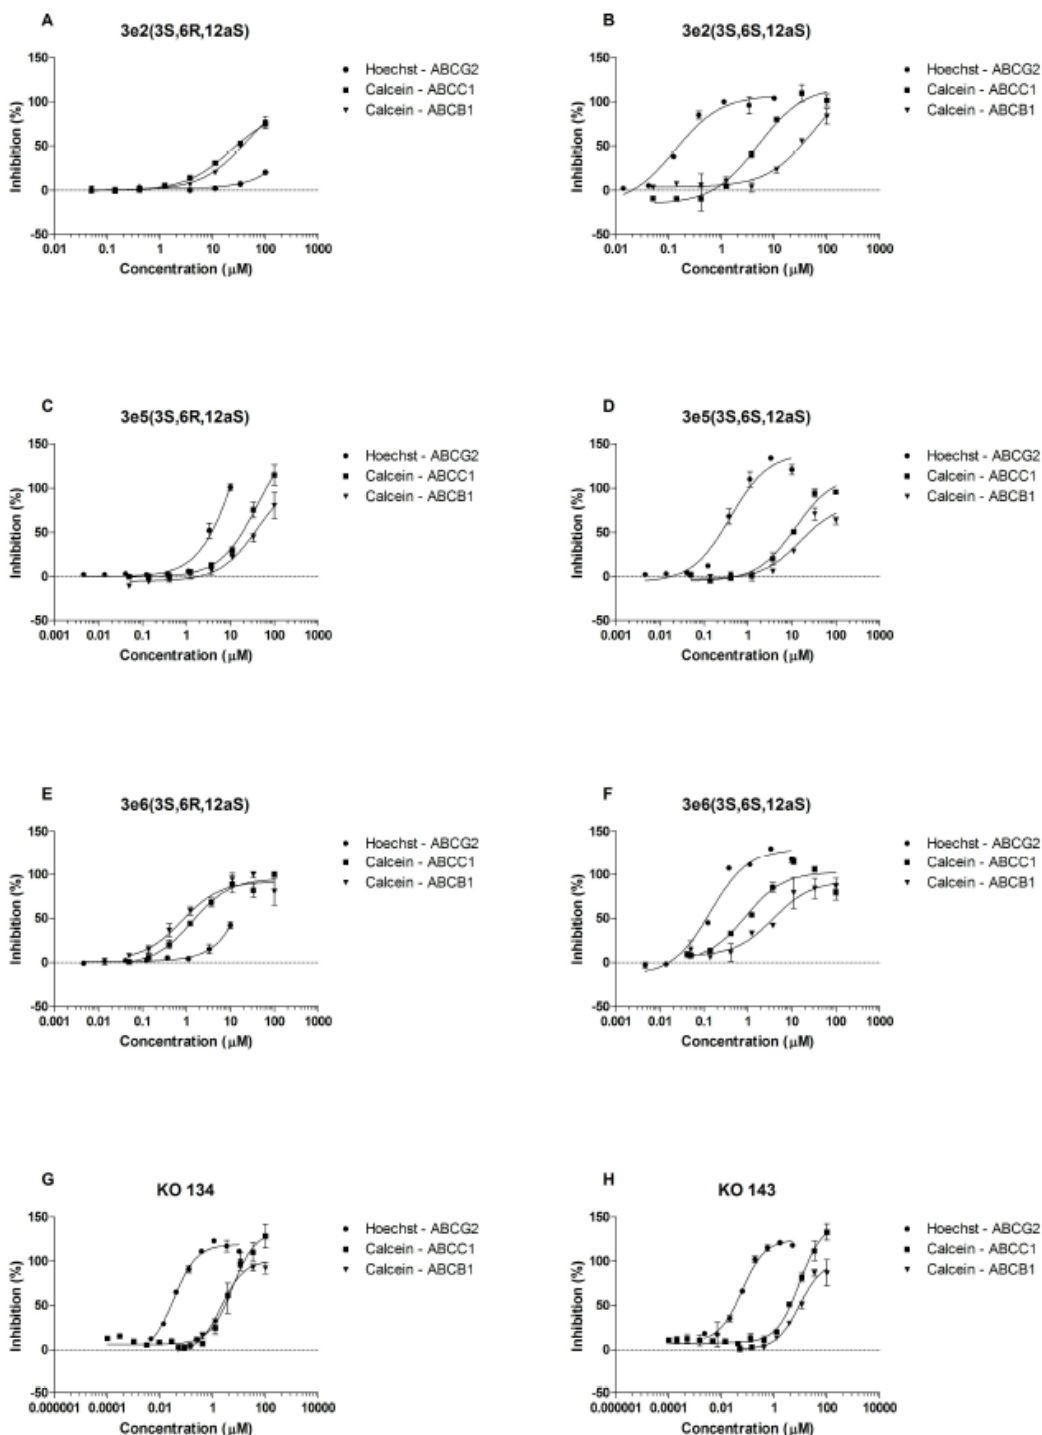 A
3e2(3S,6R,12aS)
150
100
50
0
-50
Inhibition (%)
0.01 0.1 1 10 100 1000
Concentration (μM)
Hoechst - ABCG2
Calcein - ABCC1
Calcein - ABCB1
B
3e2(3S,6S,12aS)
150
100
50
0
-50
Inhibition (%)
0.01 0.1 1 10 100 1000
Concentration (μM)
Hoechst - ABCG2
Calcein - ABCC1
Calcein - ABCB1
C
3e5(3S,6R,12aS)
150
100
50
0
-50
Inhibition (%)
0.001 0.01 0.1 1 10 100 1000
Concentration (μM)
Hoechst - ABCG2
Calcein - ABCC1
Calcein - ABCB1
D
3e5(3S,6S,12aS)
150
100
50
0
-50
Inhibition (%)
0.001 0.01 0.1 1 10 100 1000
Concentration (μM)
Hoechst - ABCG2
Calcein - ABCC1
Calcein - ABCB1
E
3e6(3S,6R,12aS)
150
100
50
0
-50
Inhibition (%)
0.001 0.01 0.1 1 10 100 1000
Concentration (μM)
Hoechst - ABCG2
Calcein - ABCC1
Calcein - ABCB1
F
3e6(3S,6S,12aS)
150
100
50
0
-50
Inhibition (%)
0.001 0.01 0.1 1 10 100 1000
Concentration (μM)
Hoechst - ABCG2
Calcein - ABCC1
Calcein - ABCB1
G
KO 134
150
100
50
0
-50
Inhibition (%)
0.000001 0.0001 0.01 1 100 10000
Concentration (μM)
Hoechst - ABCG2
Calcein - ABCC1
Calcein - ABCB1
H
KO 143
150
100
50
0
-50
Inhibition (%)
0.000001 0.0001 0.01 1 100 10000
Concentration (μM)
Hoechst - ABCG2
Calcein - ABCC1
Calcein - ABCB1